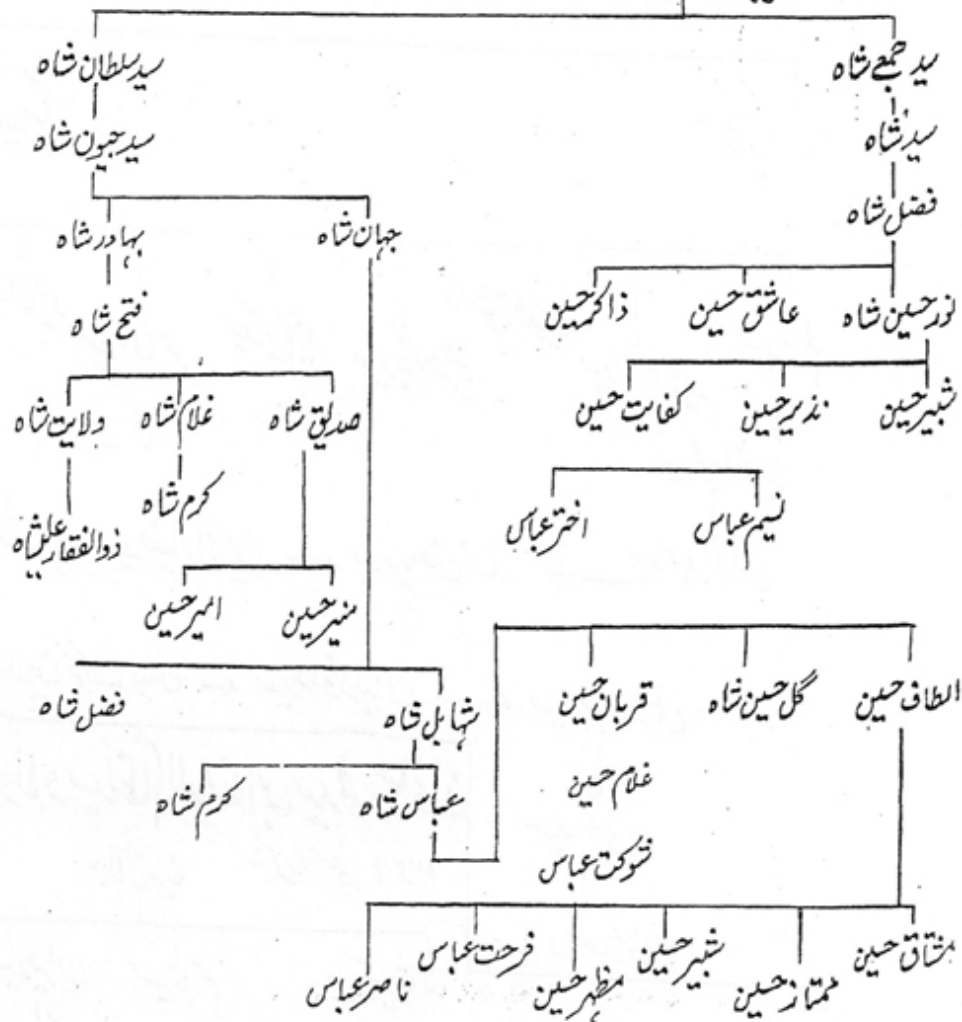 سید جمعے شاہ
سید سلطان شاہ
سید شاہ
سید جیون شاہ
فضل شاہ
جہان شاہ
بہادر شاہ
نور حسین شاہ
عاشق حسین
ذاکر حسین
فتح شاہ
شبیر حسین
نذیر حسین
کفایت حسین
صدیق شاہ
غلام شاہ
ولایت شاہ
نسیم عباس
اختر عباس
کرم شاہ
ذوالفقار علی شاہ
منیر حسین
امیر حسین
الطاف حسین
گل حسین شاہ
قربان حسین
شاہ
فضل شاہ
غلام حسین
عباس شاہ
کرم شاہ
شوکت عباس
مشتاق حسین
ممتاز حسین
شبیر حسین
مظہر حسین
فرحت عباس
ناصر عباس